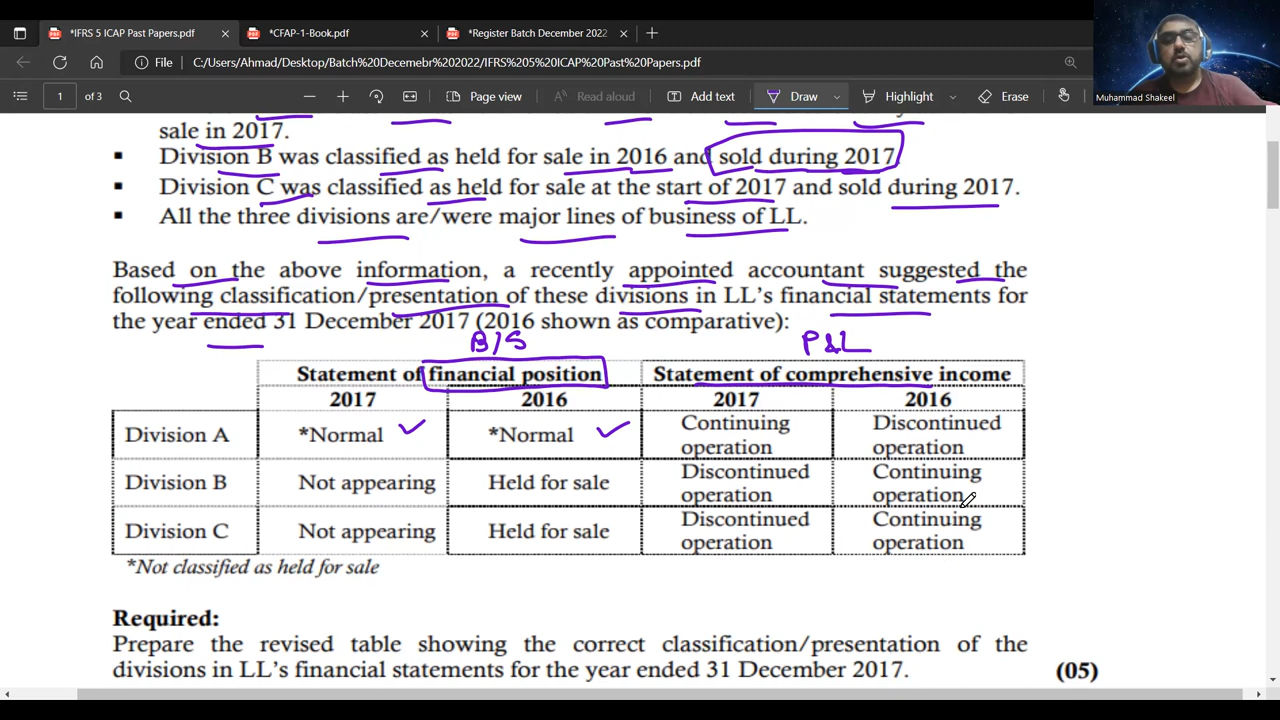 *IFRS 5 ICAP Past Papers.pdf
*CFAP-1-Book.pdf
*Register Batch December 2022
File C:/Users/Ahmad/Desktop/Batch%20Decemebr%202022/IFRS%205%20ICAP%20Past%20Papers.pdf
1 of 3 Page view Read aloud Add text Draw Highlight Erase
Muhammad Shakeel
sale in 2017.
▪ Division B was classified as held for sale in 2016 and sold during 2017
▪ Division C was classified as held for sale at the start of 2017 and sold during 2017.
▪ All the three divisions are/were major lines of business of LL.
Based on the above information, a recently appointed accountant suggested the
following classification/presentation of these divisions in LL's financial statements for
the year ended 31 December 2017 (2016 shown as comparative):
B/S P&L
Statement of financial position Statement of comprehensive income
2017 2016 2017 2016
Division A *Normal *Normal Continuing operation Discontinued operation
Division B Not appearing Held for sale Discontinued operation Continuing operation
Division C Not appearing Held for sale Discontinued operation Continuing operation
*Not classified as held for sale
Required:
Prepare the revised table showing the correct classification/presentation of the
divisions in LL's financial statements for the year ended 31 December 2017.
(05)